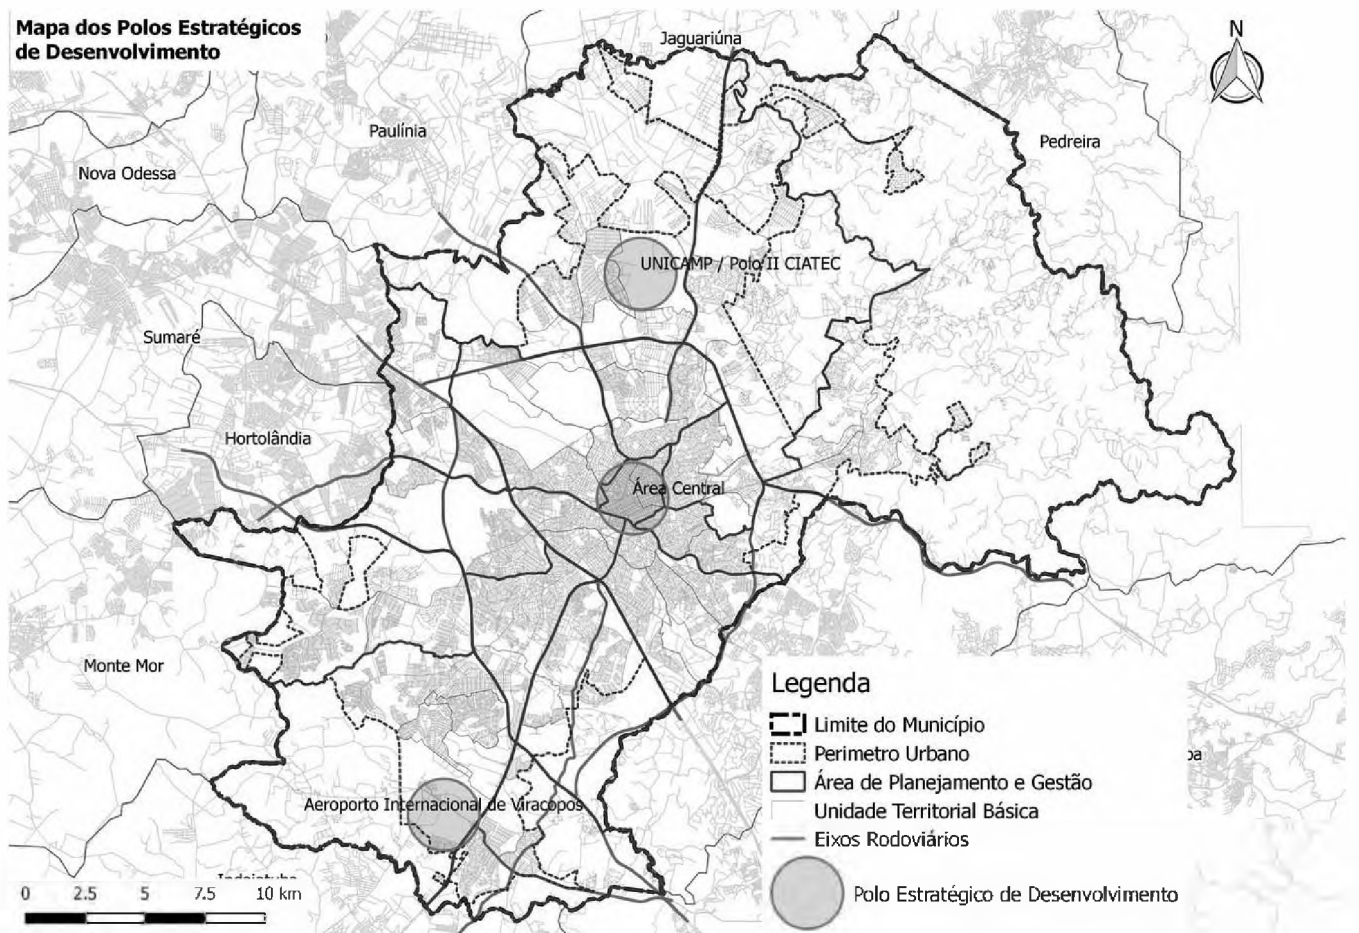 Mapa dos Polos Estratégicos
de Desenvolvimento
N
Jaguariúna
Paulínia
Pedreira
Nova Odessa
UNICAMP / Polo II CIATEC
Sumaré
Hortolândia
Área Central
Monte Mor
Aeroporto Internacional de Viracopos
Legenda
Limite do Município
Perimetro Urbano
Área de Planejamento e Gestão
Unidade Territorial Básica
Eixos Rodoviários
Polo Estratégico de Desenvolvimento
0 2.5 5 7.5 10 km